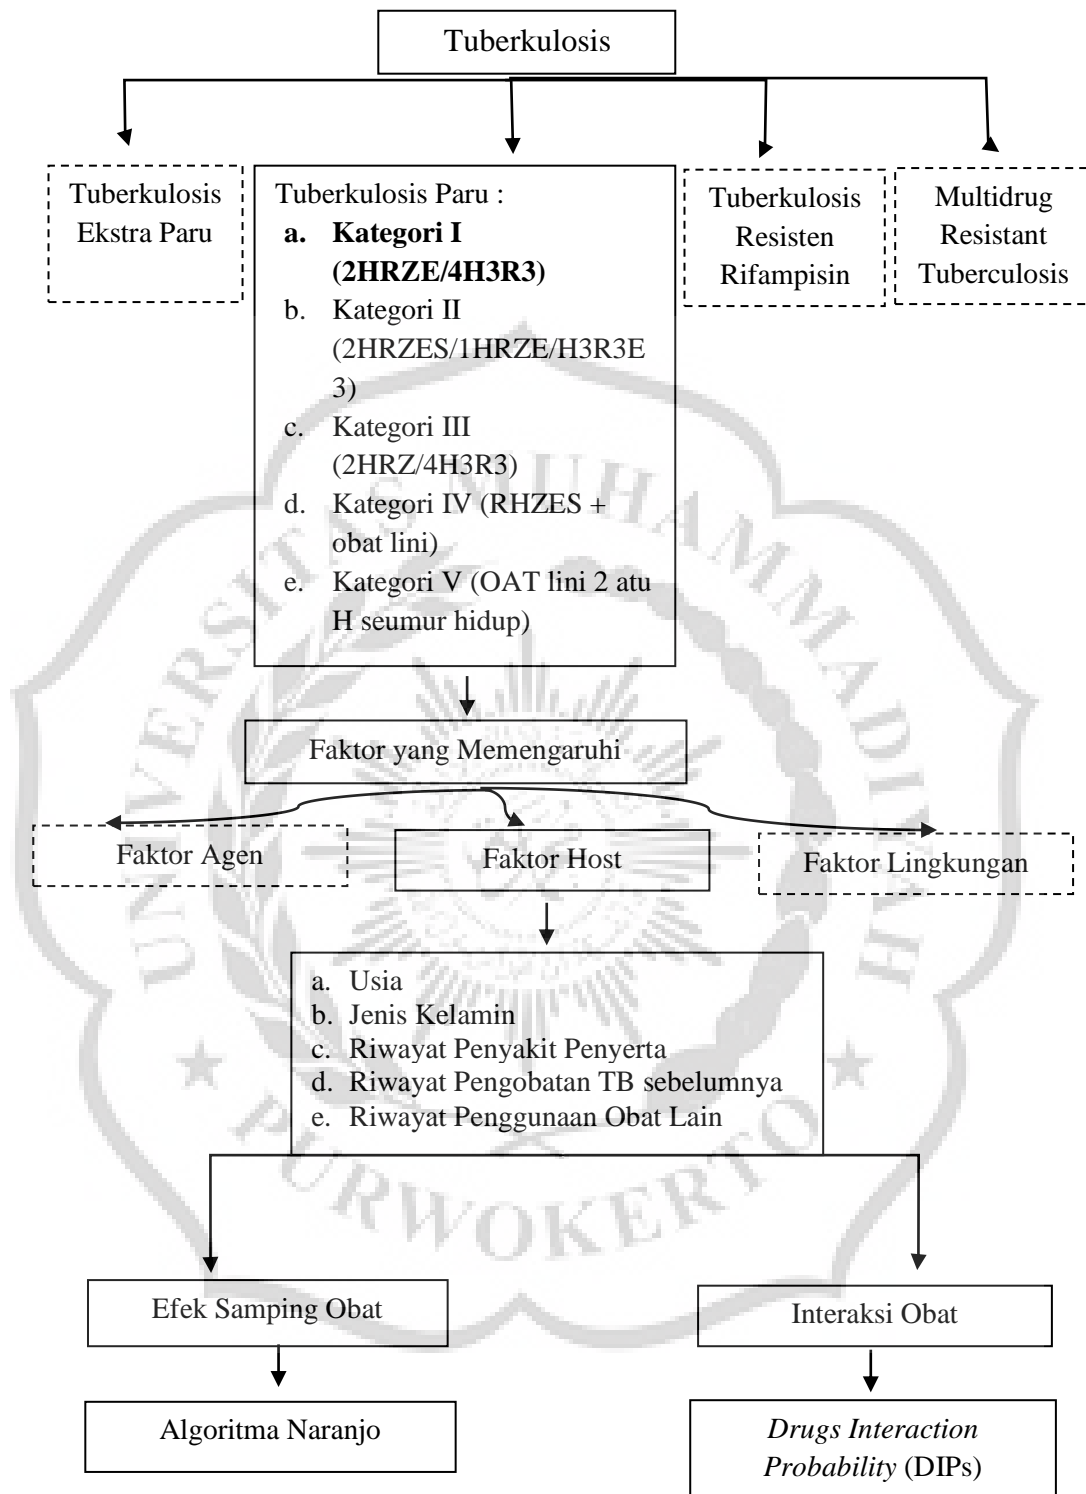 Tuberkulosis
Tuberkulosis
Ekstra Paru
Tuberkulosis Paru :
a. Kategori I
(2HRZE/4H3R3)
b. Kategori II
(2HRZES/1HRZE/H3R3E
3)
c. Kategori III
(2HRZ/4H3R3)
d. Kategori IV (RHZES +
obat lini)
e. Kategori V (OAT lini 2 atu
H seumur hidup)
Tuberkulosis
Resisten
Rifampisin
Multidrug
Resistant
Tuberculosis
Faktor yang Memengaruhi
Faktor Agen
Faktor Host
Faktor Lingkungan
a. Usia
b. Jenis Kelamin
c. Riwayat Penyakit Penyerta
d. Riwayat Pengobatan TB sebelumnya
e. Riwayat Penggunaan Obat Lain
Efek Samping Obat
Interaksi Obat
Algoritma Naranjo
Drugs Interaction
Probability (DIPs)
UNIVERSITAS MUHAMMADIYAH
PURWOKERTO